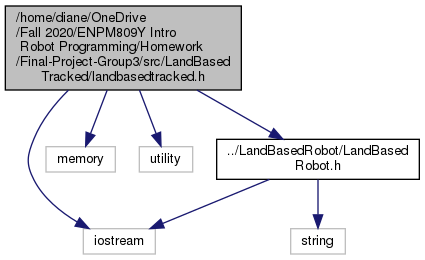 /home/diane/OneDrive
/Fall 2020/ENPM809Y Intro
Robot Programming/Homework
/Final-Project-Group3/src/LandBased
Tracked/landbasedtracked.h
memory
utility
../LandBasedRobot/LandBased
Robot.h
iostream
string